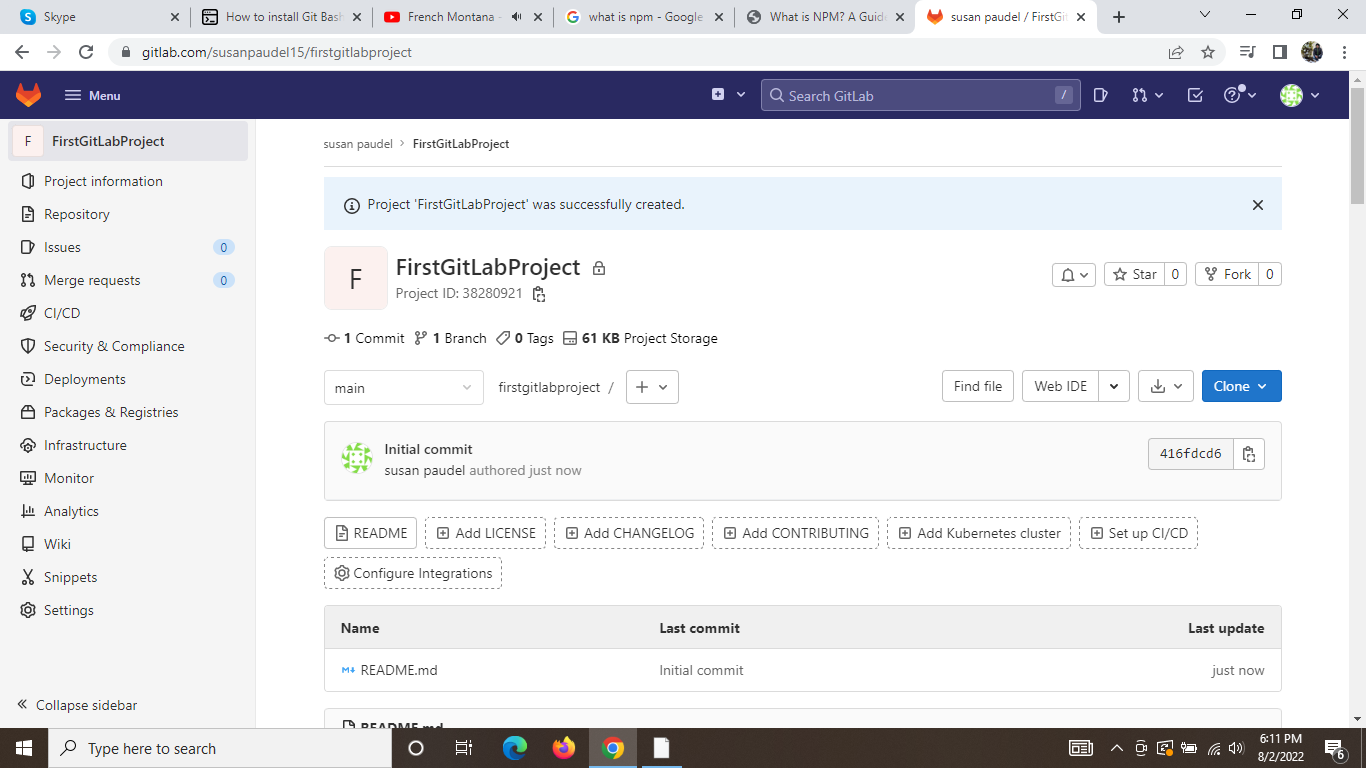 Skype
How to install Git Bash
French Montana -
what is npm - Google
What is NPM? A Guid
susan paudel / FirstGi
gitlab.com/susanpaudel15/firstgitlabproject
Menu
Search GitLab
/
F
FirstGitLabProject
Project information
Repository
Issues
0
Merge requests
0
CI/CD
Security & Compliance
Deployments
Packages & Registries
Infrastructure
Monitor
Analytics
Wiki
Snippets
Settings
Collapse sidebar
susan paudel > FirstGitLabProject
Project 'FirstGitLabProject' was successfully created.
F
FirstGitLabProject
Project ID: 38280921
Star 0
Fork 0
1 Commit 1 Branch 0 Tags 61 KB Project Storage
main
firstgitlabproject /
Find file
Web IDE
Clone
Initial commit
susan paudel authored just now
416fdcd6
README
Add LICENSE
Add CHANGELOG
Add CONTRIBUTING
Add Kubernetes cluster
Set up CI/CD
Configure Integrations
Name Last commit Last update
README.md Initial commit just now
README.md
Type here to search
6:11 PM
8/2/2022
6